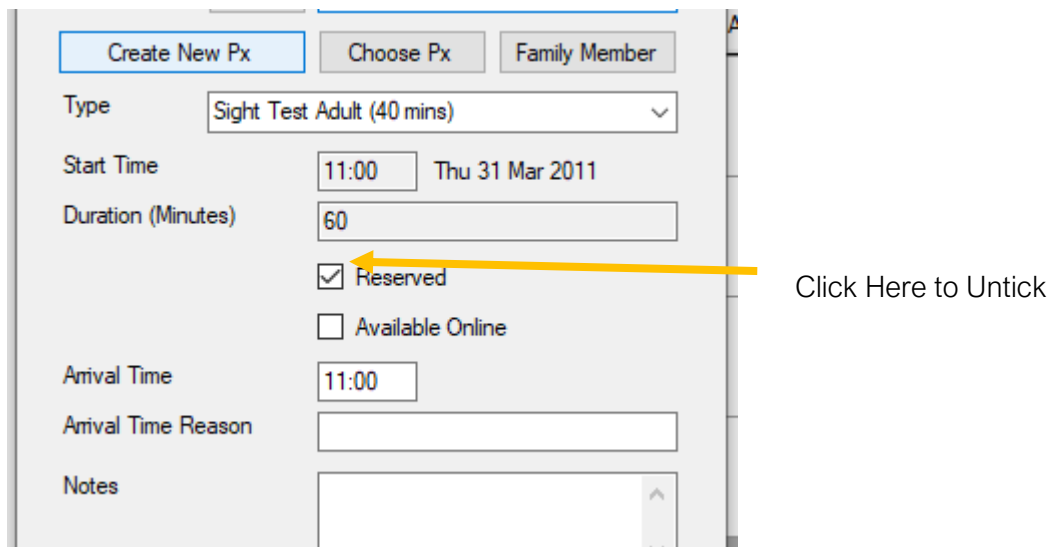 Create New Px Choose Px Family Member
Type Sight Test Adult (40 mins)
Start Time 11:00 Thu 31 Mar 2011
Duration (Minutes) 60
Reserved
Click Here to Untick
Available Online
Arrival Time 11:00
Arrival Time Reason
Notes